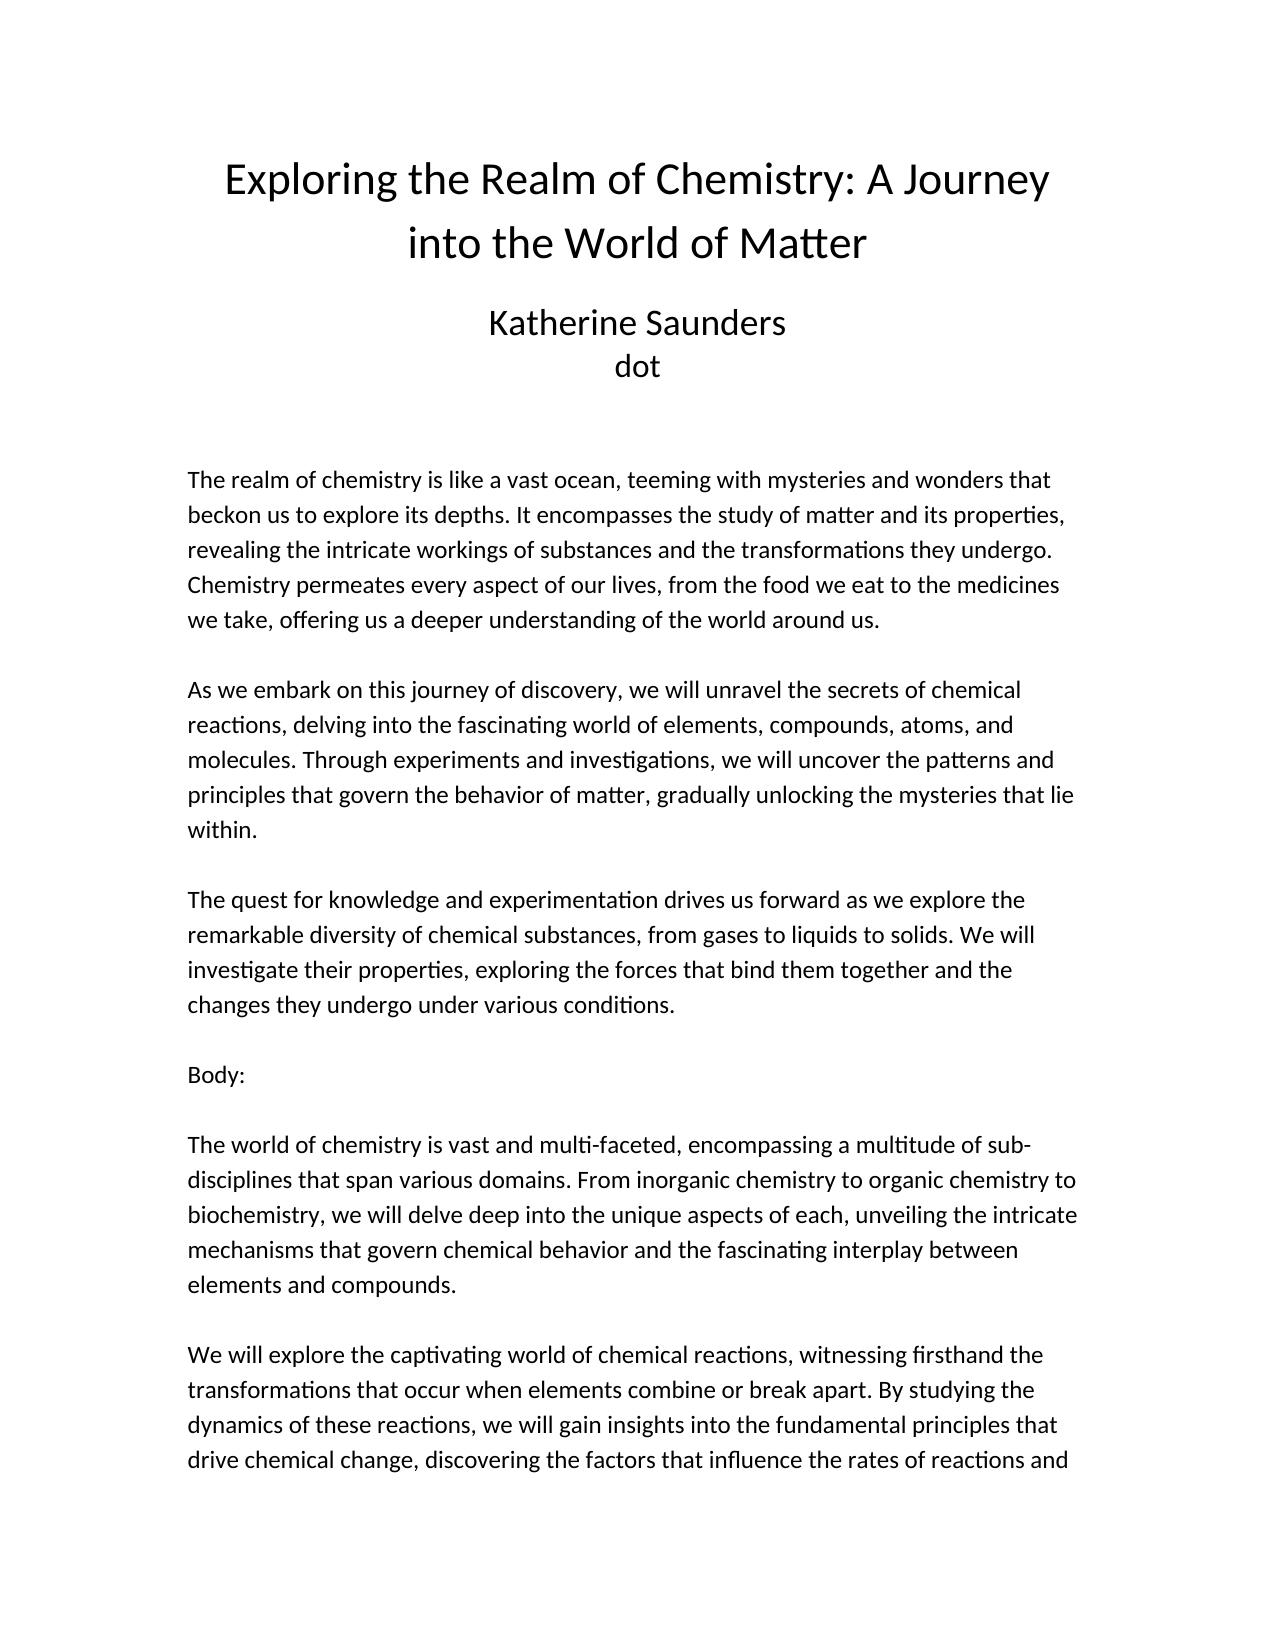 Exploring the Realm of Chemistry: A Journey
into the World of Matter
Katherine Saunders
dot
The realm of chemistry is like a vast ocean, teeming with mysteries and wonders that
beckon us to explore its depths. It encompasses the study of matter and its properties,
revealing the intricate workings of substances and the transformations they undergo.
Chemistry permeates every aspect of our lives, from the food we eat to the medicines
we take, offering us a deeper understanding of the world around us.
As we embark on this journey of discovery, we will unravel the secrets of chemical
reactions, delving into the fascinating world of elements, compounds, atoms, and
molecules. Through experiments and investigations, we will uncover the patterns and
principles that govern the behavior of matter, gradually unlocking the mysteries that lie
within.
The quest for knowledge and experimentation drives us forward as we explore the
remarkable diversity of chemical substances, from gases to liquids to solids. We will
investigate their properties, exploring the forces that bind them together and the
changes they undergo under various conditions.
Body:
The world of chemistry is vast and multi-faceted, encompassing a multitude of sub-
disciplines that span various domains. From inorganic chemistry to organic chemistry to
biochemistry, we will delve deep into the unique aspects of each, unveiling the intricate
mechanisms that govern chemical behavior and the fascinating interplay between
elements and compounds.
We will explore the captivating world of chemical reactions, witnessing firsthand the
transformations that occur when elements combine or break apart. By studying the
dynamics of these reactions, we will gain insights into the fundamental principles that
drive chemical change, discovering the factors that influence the rates of reactions and